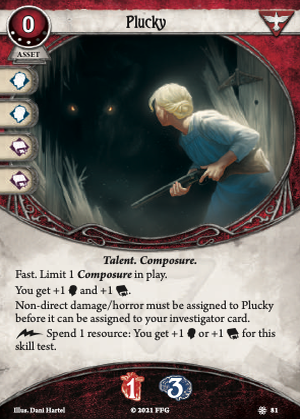 Plucky
0
ASSET
Talent. Composure.
Fast. Limit 1 Composure in play.
You get +1 and +1 .
Non-direct damage/horror must be assigned to Plucky
before it can be assigned to your investigator card.
Spend 1 resource: You get +1 or +1 for this
skill test.
1 3
Illus. Dani Hartel © 2021 FFG 81